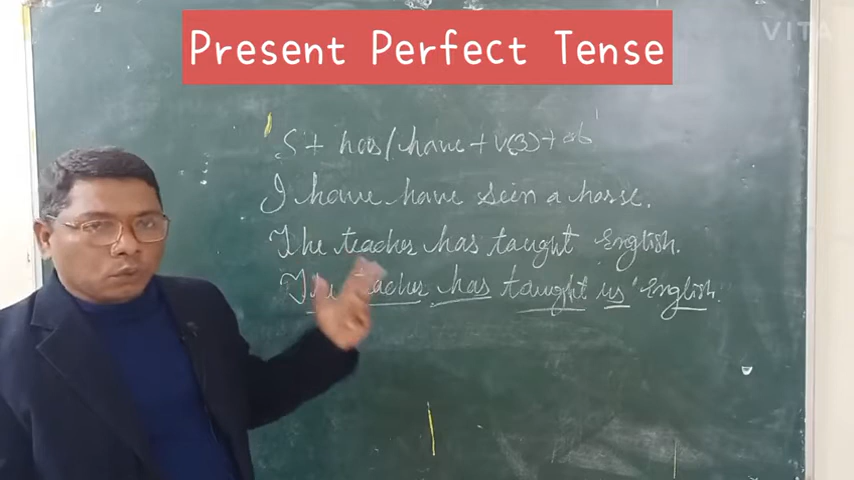 Present Perfect Tense
VITA
S + has/have + V(3) + ob
I have have seen a horse.
The teacher has taught English.
The teacher has taught us English.